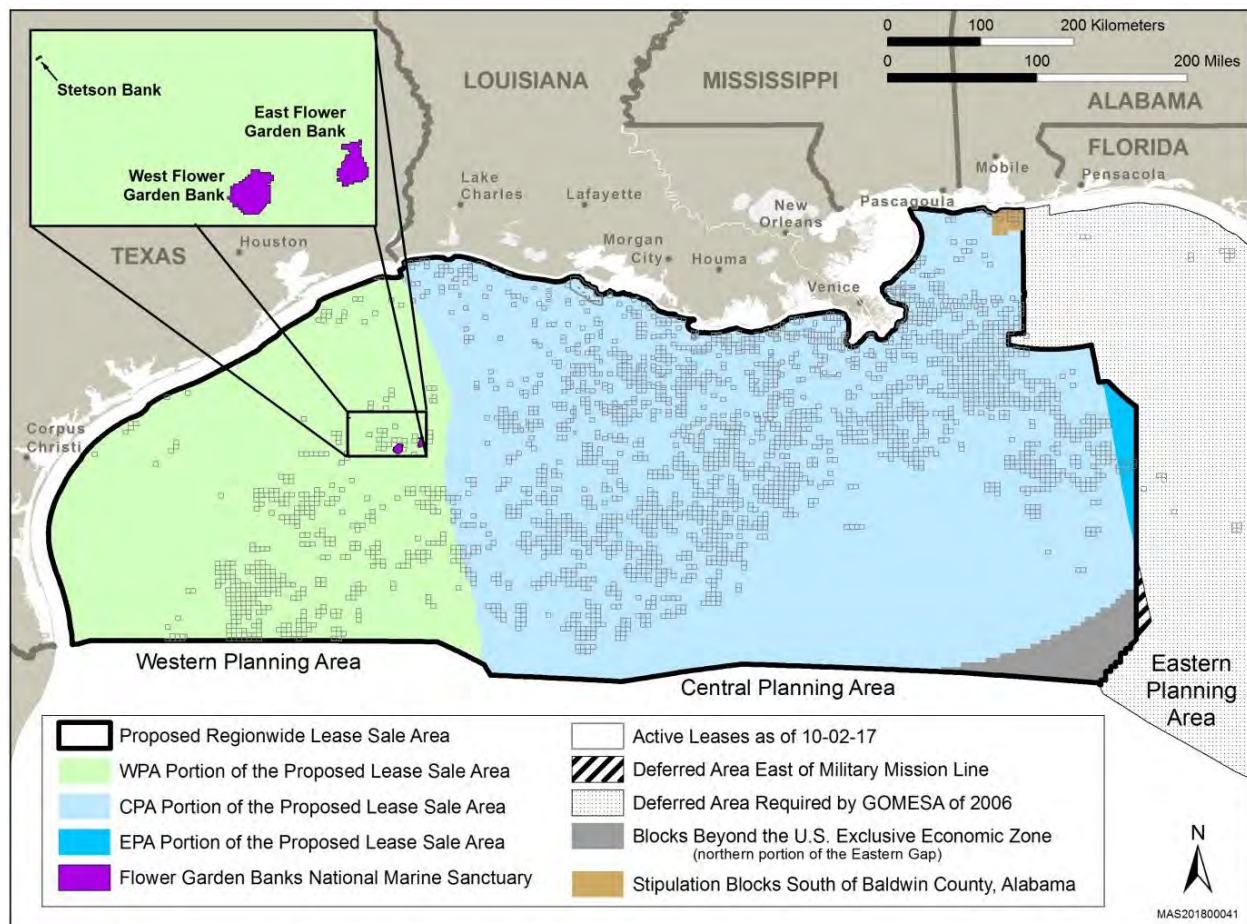 0 100 200 Kilometers
0 100 200 Miles
Stetson Bank
East Flower
Garden Bank
West Flower
Garden Bank
LOUISIANA
MISSISSIPPI
ALABAMA
FLORIDA
TEXAS
Mobile
Pensacola
Pascagoula
Lake
Charles
Lafayette
New
Orleans
Morgan
City
Houma
Venice
Houston
Corpus
Christi
Western Planning Area
Central Planning Area
Eastern
Planning
Area
Proposed Regionwide Lease Sale Area
WPA Portion of the Proposed Lease Sale Area
CPA Portion of the Proposed Lease Sale Area
EPA Portion of the Proposed Lease Sale Area
Flower Garden Banks National Marine Sanctuary
Active Leases as of 10-02-17
Deferred Area East of Military Mission Line
Deferred Area Required by GOMESA of 2006
Blocks Beyond the U.S. Exclusive Economic Zone
(northern portion of the Eastern Gap)
Stipulation Blocks South of Baldwin County, Alabama
N
MAS201800041